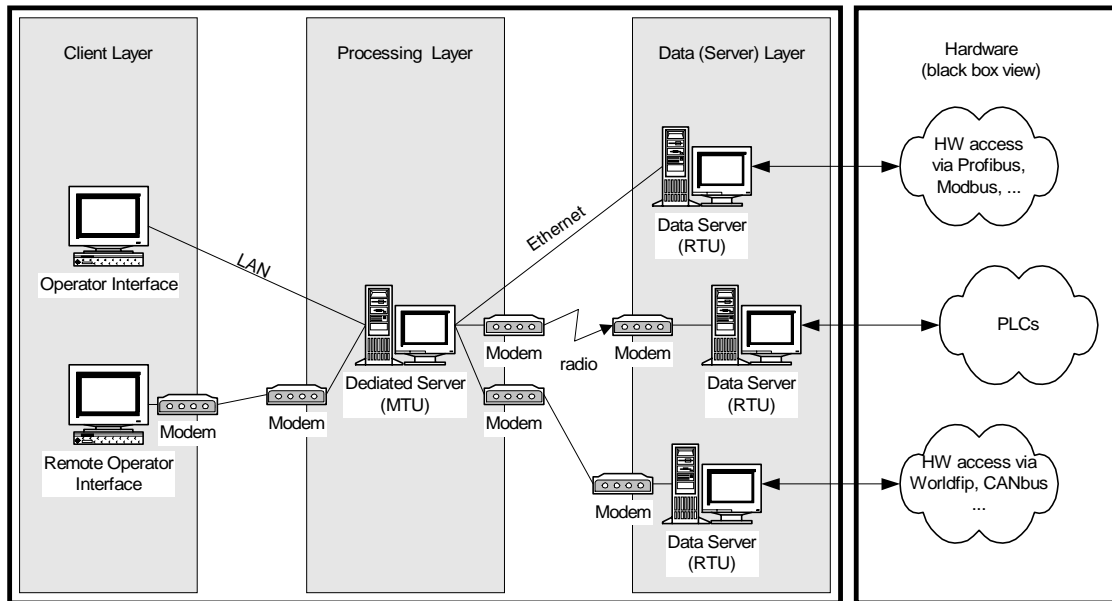 Client Layer
Processing Layer
Data (Server) Layer
Hardware
(black box view)
HW access
via Profibus,
Modbus, ...
Data Server
(RTU)
Ethernet
LAN
Operator Interface
PLCs
Modem
radio
Modem
Dediated Server
(MTU)
Data Server
(RTU)
Modem
Modem
Modem
Remote Operator
Interface
HW access via
Worldfip, CANbus
...
Modem
Data Server
(RTU)